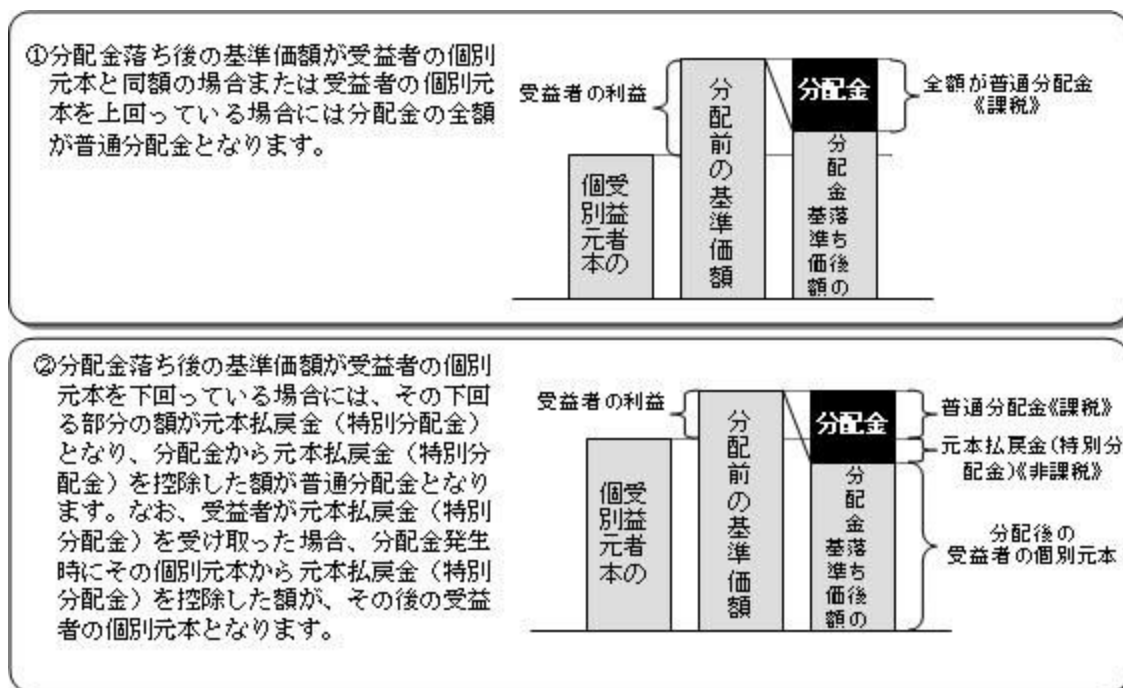 ①分配金落ち後の基準価額が受益者の個別
元本と同額の場合または受益者の個別元
本を上回っている場合には分配金の全額
が普通分配金となります。
受益者の利益
受益者の
個別元本
分配前の基準価額
分配金
分配金落ち後の
基準価額
全額が普通分配金
《課税》
②分配金落ち後の基準価額が受益者の個別
元本を下回っている場合には、その下回
る部分の額が元本払戻金（特別分配金）
となり、分配金から元本払戻金（特別分
配金）を控除した額が普通分配金となり
ます。なお、受益者が元本払戻金（特別
分配金）を受け取った場合、分配金発生
時にその個別元本から元本払戻金（特別
分配金）を控除した額が、その後の受益
者の個別元本となります。
受益者の利益
受益者の
個別元本
分配前の基準価額
分配金
分配金落ち後の
基準価額
普通分配金《課税》
元本払戻金(特別分
配金)《非課税》
分配後の
受益者の個別元本